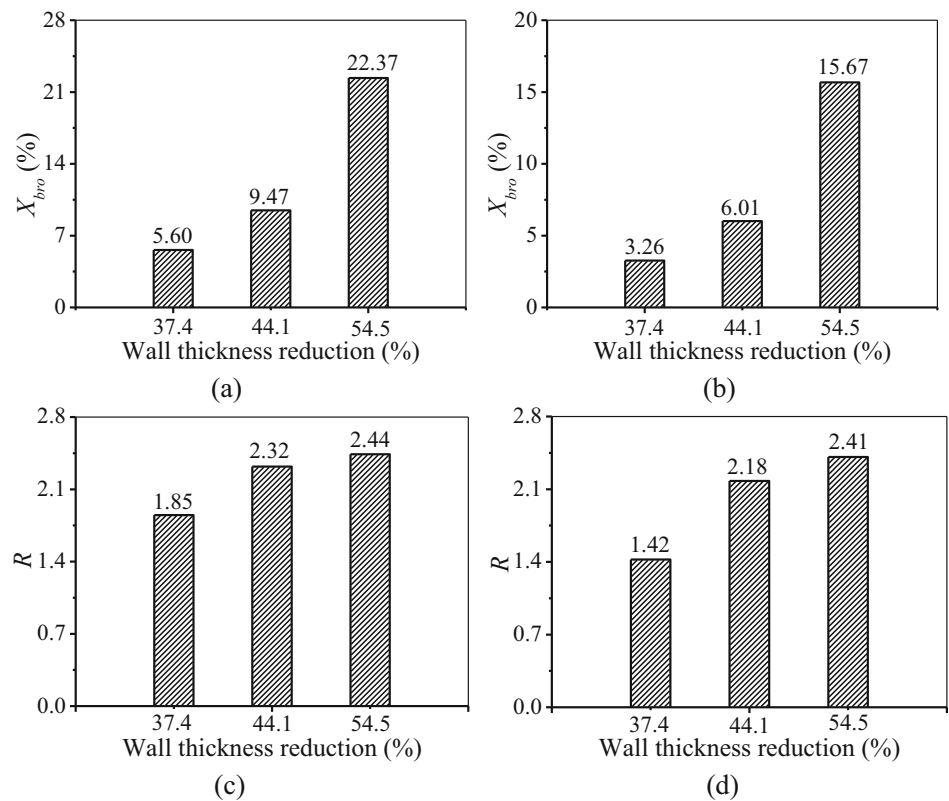 28
21
14
7
0
X_bro (%)
5.60
9.47
22.37
37.4 44.1 54.5
Wall thickness reduction (%)
(a)
20
15
10
5
0
X_bro (%)
3.26
6.01
15.67
37.4 44.1 54.5
Wall thickness reduction (%)
(b)
2.8
2.1
1.4
0.7
0.0
R
1.85
2.32
2.44
37.4 44.1 54.5
Wall thickness reduction (%)
(c)
2.8
2.1
1.4
0.7
0.0
R
1.42
2.18
2.41
37.4 44.1 54.5
Wall thickness reduction (%)
(d)